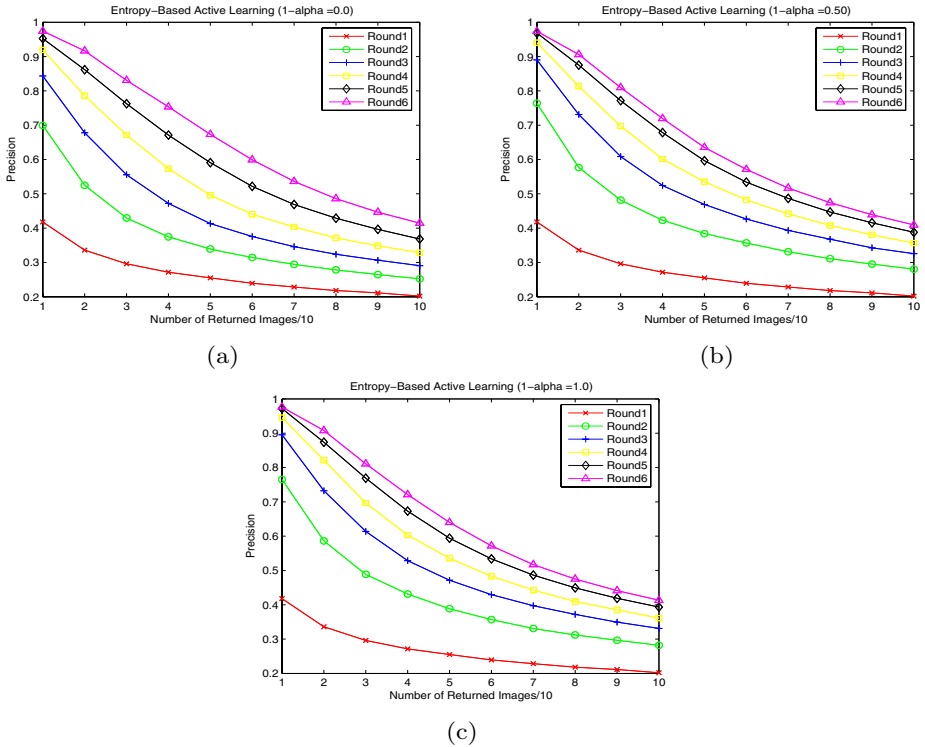 Entropy−Based Active Learning (1−alpha =0.0)
1
0.9
0.8
0.7
0.6
0.5
0.4
0.3
0.2
Precision
Round1
Round2
Round3
Round4
Round5
Round6
1 2 3 4 5 6 7 8 9 10
Number of Returned Images/10
(a)
Entropy−Based Active Learning (1−alpha =0.50)
1
0.9
0.8
0.7
0.6
0.5
0.4
0.3
0.2
Precision
Round1
Round2
Round3
Round4
Round5
Round6
1 2 3 4 5 6 7 8 9 10
Number of Returned Images/10
(b)
Entropy−Based Active Learning (1−alpha =1.0)
1
0.9
0.8
0.7
0.6
0.5
0.4
0.3
0.2
Precision
Round1
Round2
Round3
Round4
Round5
Round6
1 2 3 4 5 6 7 8 9 10
Number of Returned Images/10
(c)